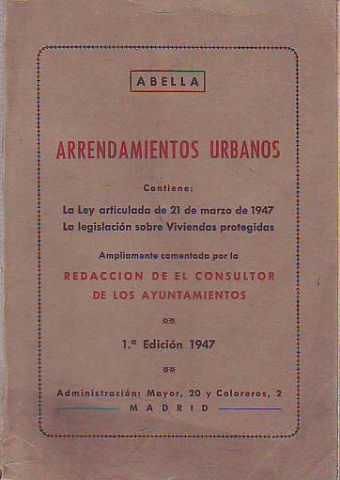 ABELLA
ARRENDAMIENTOS URBANOS
Contiene:
La Ley articulada de 21 de marzo de 1947
La legislación sobre Viviendas protegidas
Ampliamente comentada por la
REDACCION DE EL CONSULTOR
DE LOS AYUNTAMIENTOS
1.ª Edición 1947
Administración: Mayor, 20 y Coloreros, 2
MADRID